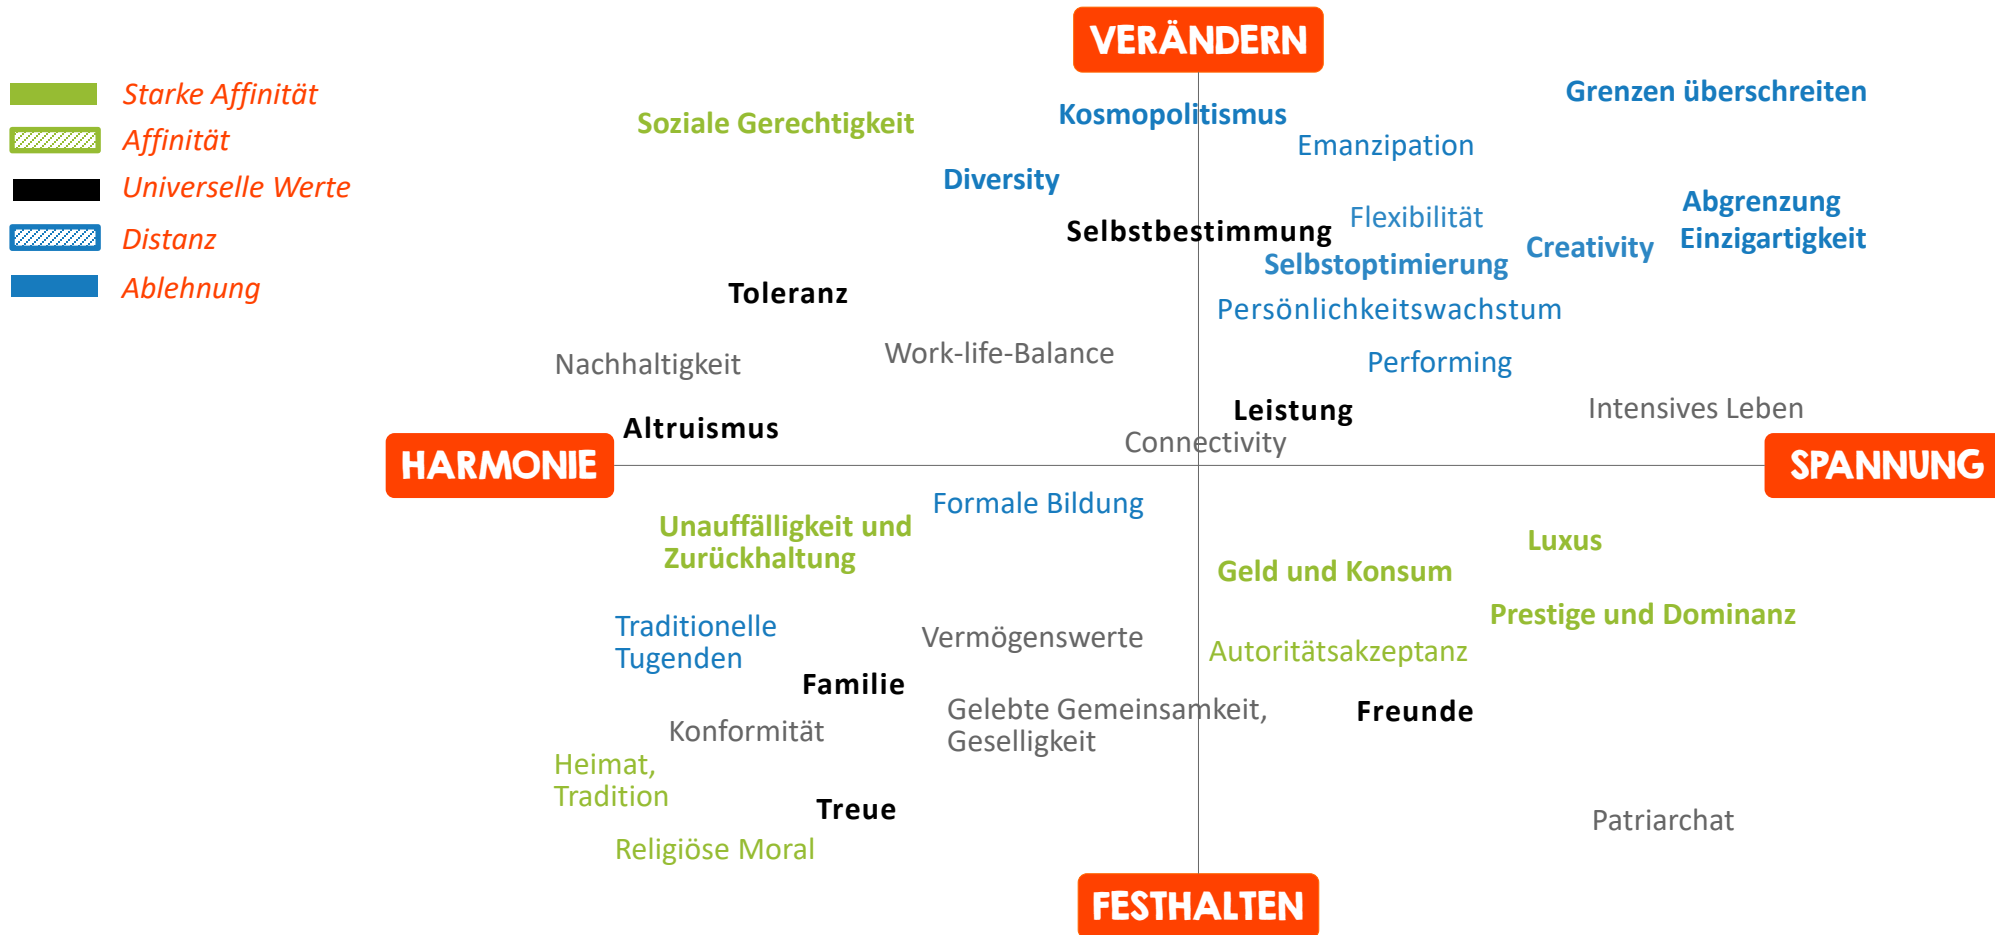 VERÄNDERN
Starke Affinität
Affinität
Universelle Werte
Distanz
Ablehnung
Grenzen überschreiten
Soziale Gerechtigkeit
Kosmopolitismus
Emanzipation
Diversity
Abgrenzung
Einzigartigkeit
Selbstbestimmung
Flexibilität
Creativity
Selbstoptimierung
Toleranz
Persönlichkeitswachstum
Nachhaltigkeit
Work-life-Balance
Performing
Altruismus
Leistung
Intensives Leben
Connectivity
HARMONIE
SPANNUNG
Formale Bildung
Unauffälligkeit und
Zurückhaltung
Luxus
Geld und Konsum
Prestige und Dominanz
Traditionelle
Tugenden
Vermögenswerte
Autoritätsakzeptanz
Familie
Konformität
Gelebte Gemeinsamkeit,
Geselligkeit
Freunde
Heimat,
Tradition
Treue
Patriarchat
Religiöse Moral
FESTHALTEN